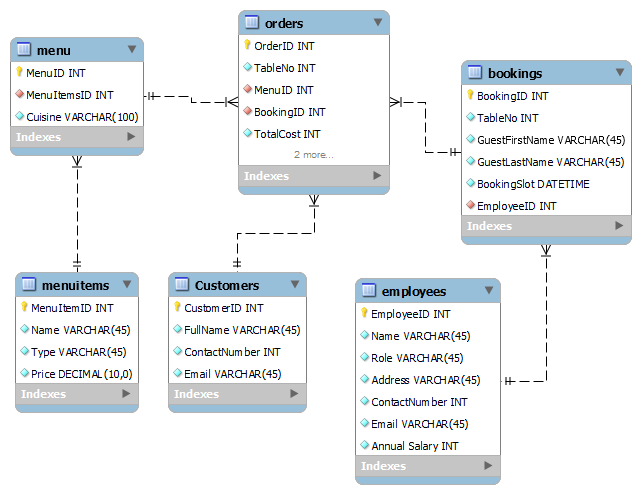 menu
MenuID INT
MenuItemsID INT
Cuisine VARCHAR(100)
Indexes
orders
OrderID INT
TableNo INT
MenuID INT
BookingID INT
TotalCost INT
2 more...
Indexes
bookings
BookingID INT
TableNo INT
GuestFirstName VARCHAR(45)
GuestLastName VARCHAR(45)
BookingSlot DATETIME
EmployeeID INT
Indexes
menuitems
MenuItemID INT
Name VARCHAR(45)
Type VARCHAR(45)
Price DECIMAL(10,0)
Indexes
Customers
CustomerID INT
FullName VARCHAR(45)
ContactNumber INT
Email VARCHAR(45)
Indexes
employees
EmployeeID INT
Name VARCHAR(45)
Role VARCHAR(45)
Address VARCHAR(45)
ContactNumber INT
Email VARCHAR(45)
Annual Salary INT
Indexes